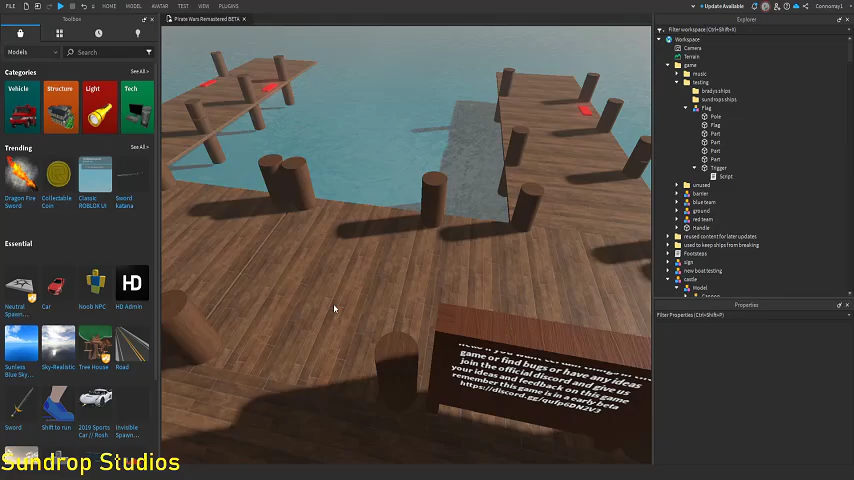 HOME
MODEL
AVATAR
TEST
VIEW
PLUGINS
Update Available
Connorray1
Toolbox
Pirate Wars Remastered BETA
Models
Search
Categories
See All >
Vehicle
Structure
Light
Tech
Trending
See All >
Dragon Fire Sword
Collectable Coin
Classic ROBLOX UI
Sword katana
Essential
See All >
Neutral Spawn...
Car
Noob NPC
HD Admin
Sunless Blue Sky...
Sky-Realistic
Tree House
Road
Sword
Shift to run
2019 Sports Car // Rosh
Invisible Spawn...
game or find bugs or have any ideas
join the official discord and give us
your ideas and feedback on this game
remember this game is in a early beta
Explorer
Filter workspace (Ctrl+Shift+X)
Workspace
Camera
Terrain
game
music
testing
bradys ships
sundrops ships
Flag
Pole
Flag
Part
Part
Part
Part
Trigger
Script
unused
barrier
blue team
ground
red team
Handle
reused content for later updates
used to keep ships from breaking
Footsteps
sign
new boat testing
castle
Model
Properties
Filter Properties (Ctrl+Shift+P)
Sundrop Studios